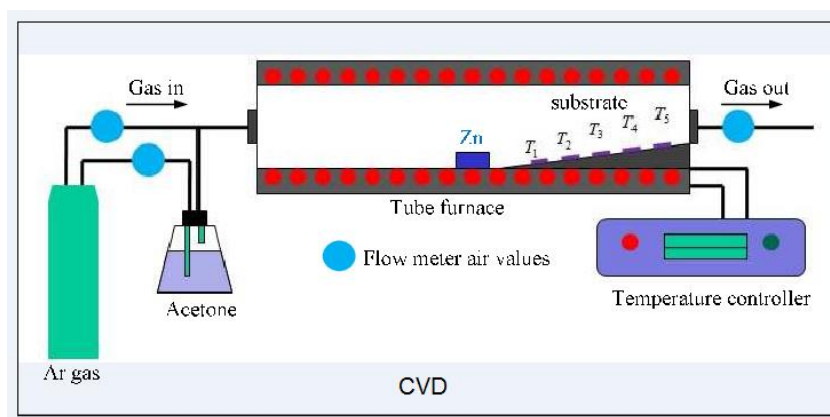 Gas in
Gas out
substrate
Zn
T1 T2 T3 T4 T5
Tube furnace
Flow meter air values
Acetone
Temperature controller
Ar gas
CVD